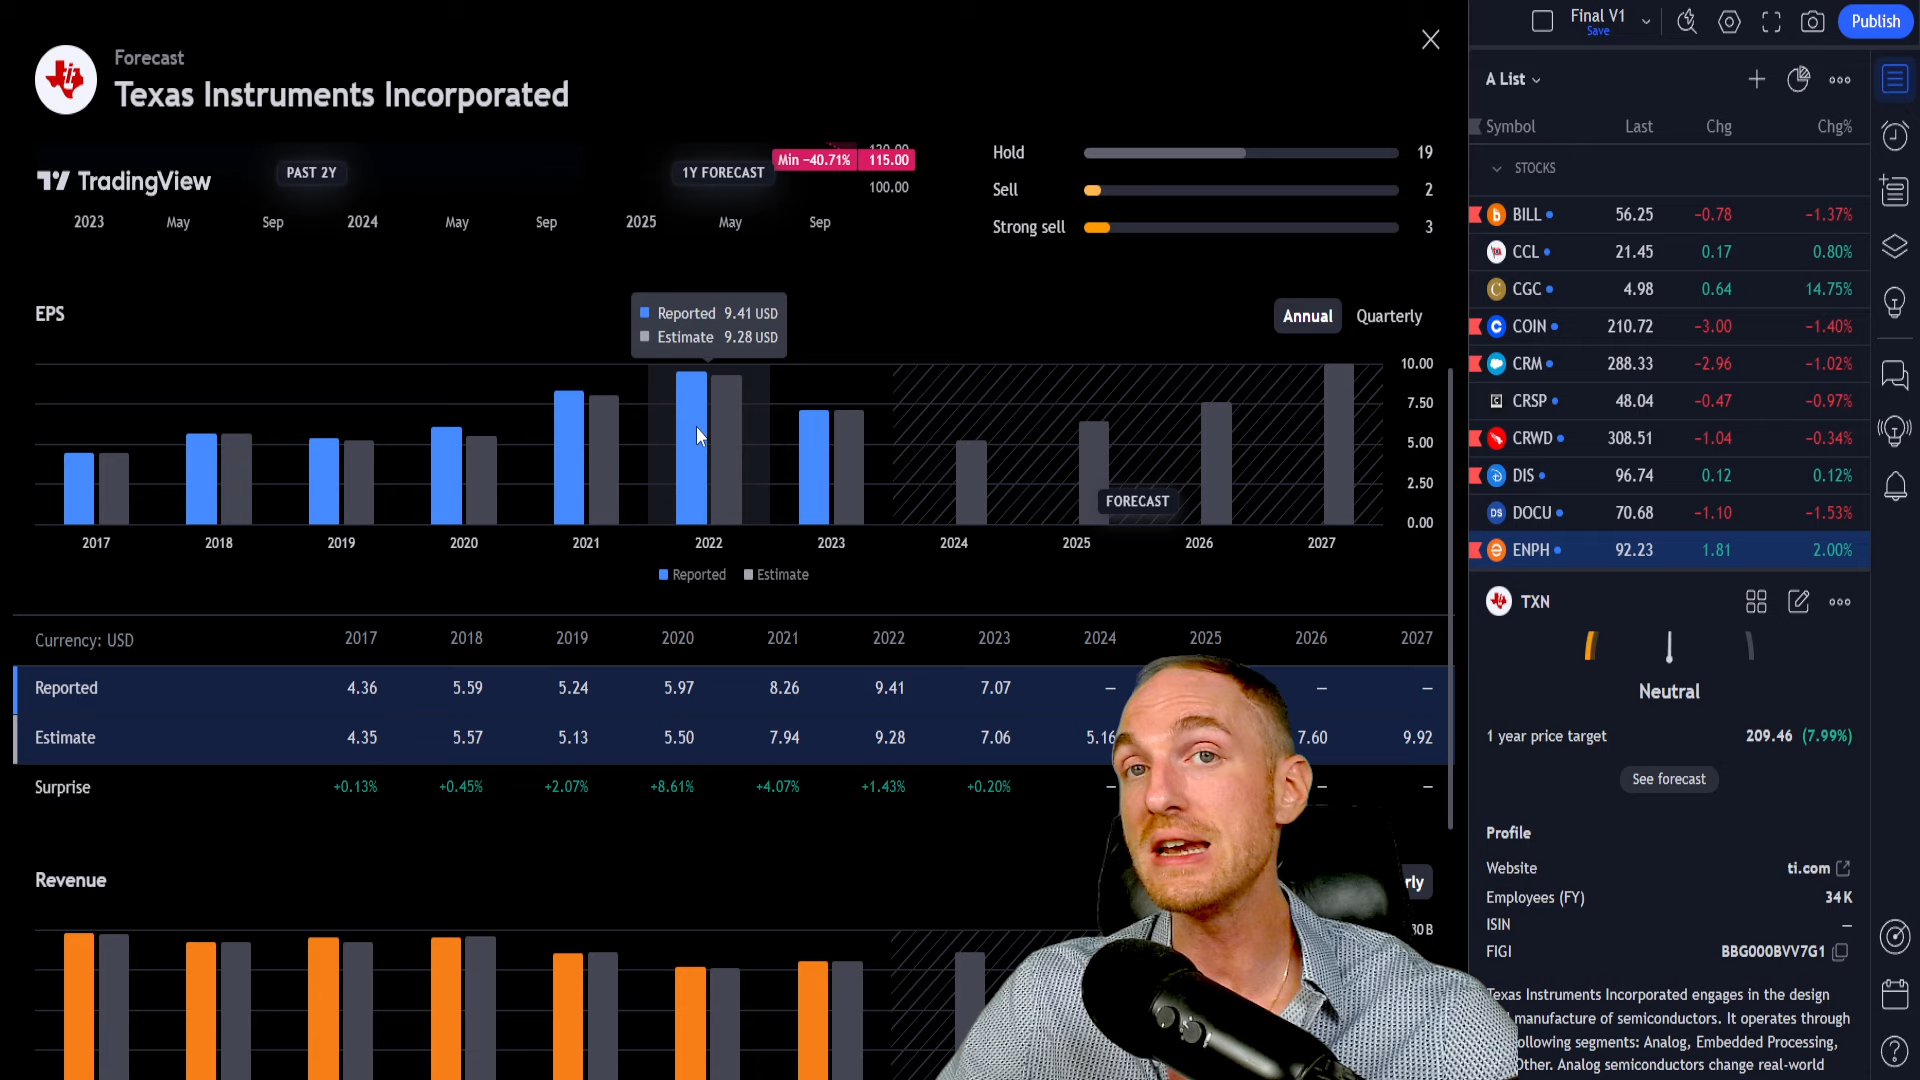 Forecast
Texas Instruments Incorporated
TradingView
PAST 2Y
1Y FORECAST
Min −40.71% 115.00
120.00
100.00
2023 May Sep 2024 May Sep 2025 May Sep
Hold 19
Sell 2
Strong sell 3
EPS
Reported 9.41 USD
Estimate 9.28 USD
Annual Quarterly
10.00
7.50
5.00
2.50
0.00
FORECAST
2017 2018 2019 2020 2021 2022 2023 2024 2025 2026 2027
Reported Estimate
Currency: USD 2017 2018 2019 2020 2021 2022 2023 2024 2025 2026 2027
Reported 4.36 5.59 5.24 5.97 8.26 9.41 7.07 — — —
Estimate 4.35 5.57 5.13 5.50 7.94 9.28 7.06 5.16 7.60 9.92
Surprise +0.13% +0.45% +2.07% +8.61% +4.07% +1.43% +0.20% — — —
Revenue
rly
30 B
Final V1
Save
Publish
A List
Symbol Last Chg Chg%
STOCKS
BILL 56.25 −0.78 −1.37%
CCL 21.45 0.17 0.80%
CGC 4.98 0.64 14.75%
COIN 210.72 −3.00 −1.40%
CRM 288.33 −2.96 −1.02%
CRSP 48.04 −0.47 −0.97%
CRWD 308.51 −1.04 −0.34%
DIS 96.74 0.12 0.12%
DOCU 70.68 −1.10 −1.53%
ENPH 92.23 1.81 2.00%
TXN
Neutral
1 year price target 209.46 (7.99%)
See forecast
Profile
Website ti.com
Employees (FY) 34 K
ISIN —
FIGI BBG000BVV7G1
Texas Instruments Incorporated engages in the design
manufacture of semiconductors. It operates through
ollowing segments: Analog, Embedded Processing,
Other. Analog semiconductors change real-world